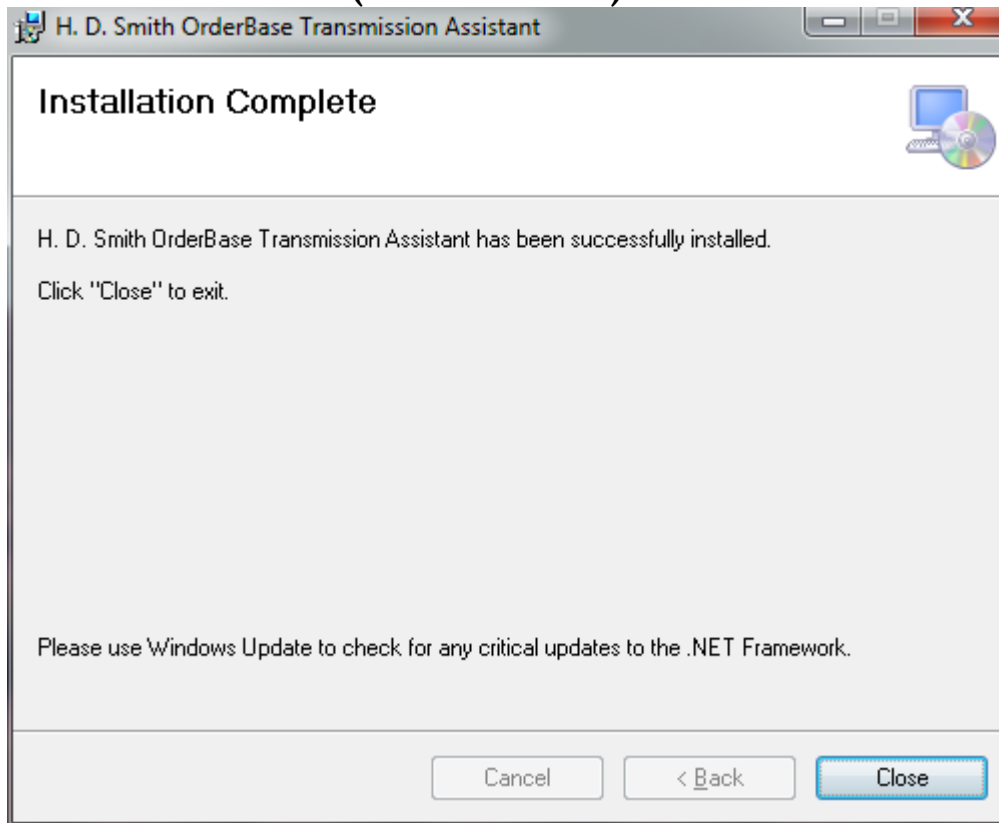 H. D. Smith OrderBase Transmission Assistant
Installation Complete
H. D. Smith OrderBase Transmission Assistant has been successfully installed.
Click "Close" to exit.
Please use Windows Update to check for any critical updates to the .NET Framework.
Cancel
< Back
Close